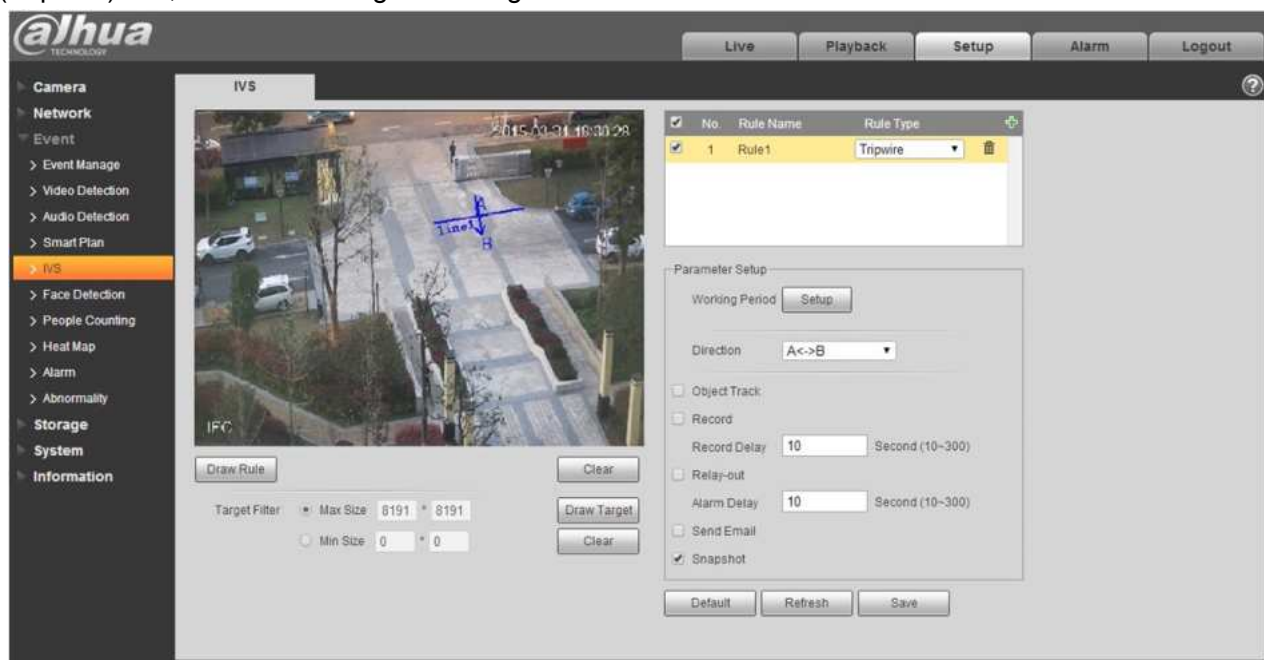 alhua
TECHNOLOGY
Live Playback Setup Alarm Logout
Camera
Network
Event
> Event Manage
> Video Detection
> Audio Detection
> Smart Plan
> IVS
> Face Detection
> People Counting
> Heat Map
> Alarm
> Abnormality
Storage
System
Information
IVS
?
2015-03-31 16:30:28
A
line1
B
IPC
Draw Rule Clear
Target Filter Max Size 8191 * 8191 Draw Target
Min Size 0 * 0 Clear
No. Rule Name Rule Type
1 Rule1 Tripwire
Parameter Setup
Working Period Setup
Direction A<->B
Object Track
Record
Record Delay 10 Second (10~300)
Relay-out
Alarm Delay 10 Second (10~300)
Send Email
Snapshot
Default Refresh Save